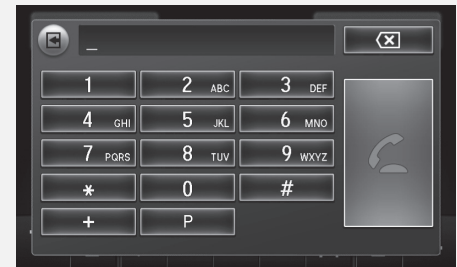 _
1 2 ABC 3 DEF
4 GHI 5 JKL 6 MNO
7 PQRS 8 TUV 9 WXYZ
* 0 #
+ P